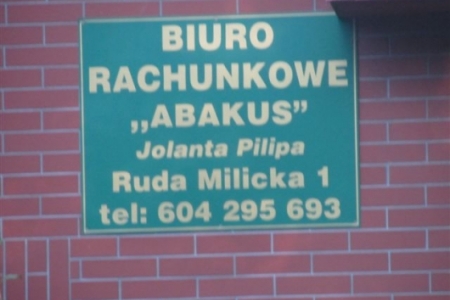 BIURO
RACHUNKOWE
„ABAKUS”
Jolanta Pilipa
Ruda Milicka 1
tel: 604 295 693